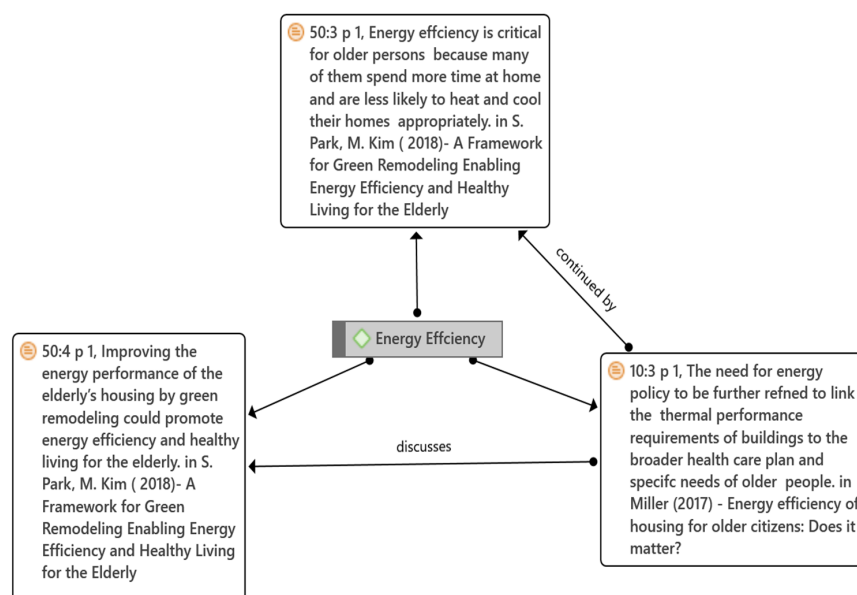 50:3 p 1, Energy effciency is critical
for older persons because many
of them spend more time at home
and are less likely to heat and cool
their homes appropriately. in S.
Park, M. Kim ( 2018)- A Framework
for Green Remodeling Enabling
Energy Efficiency and Healthy
Living for the Elderly
continued by
Energy Effciency
50:4 p 1, Improving the
energy performance of the
elderly's housing by green
remodeling could promote
energy efficiency and healthy
living for the elderly. in S.
Park, M. Kim ( 2018)- A
Framework for Green
Remodeling Enabling Energy
Efficiency and Healthy Living
for the Elderly
discusses
10:3 p 1, The need for energy
policy to be further refned to link
the thermal performance
requirements of buildings to the
broader health care plan and
specifc needs of older people. in
Miller (2017) - Energy efficiency of
housing for older citizens: Does it
matter?